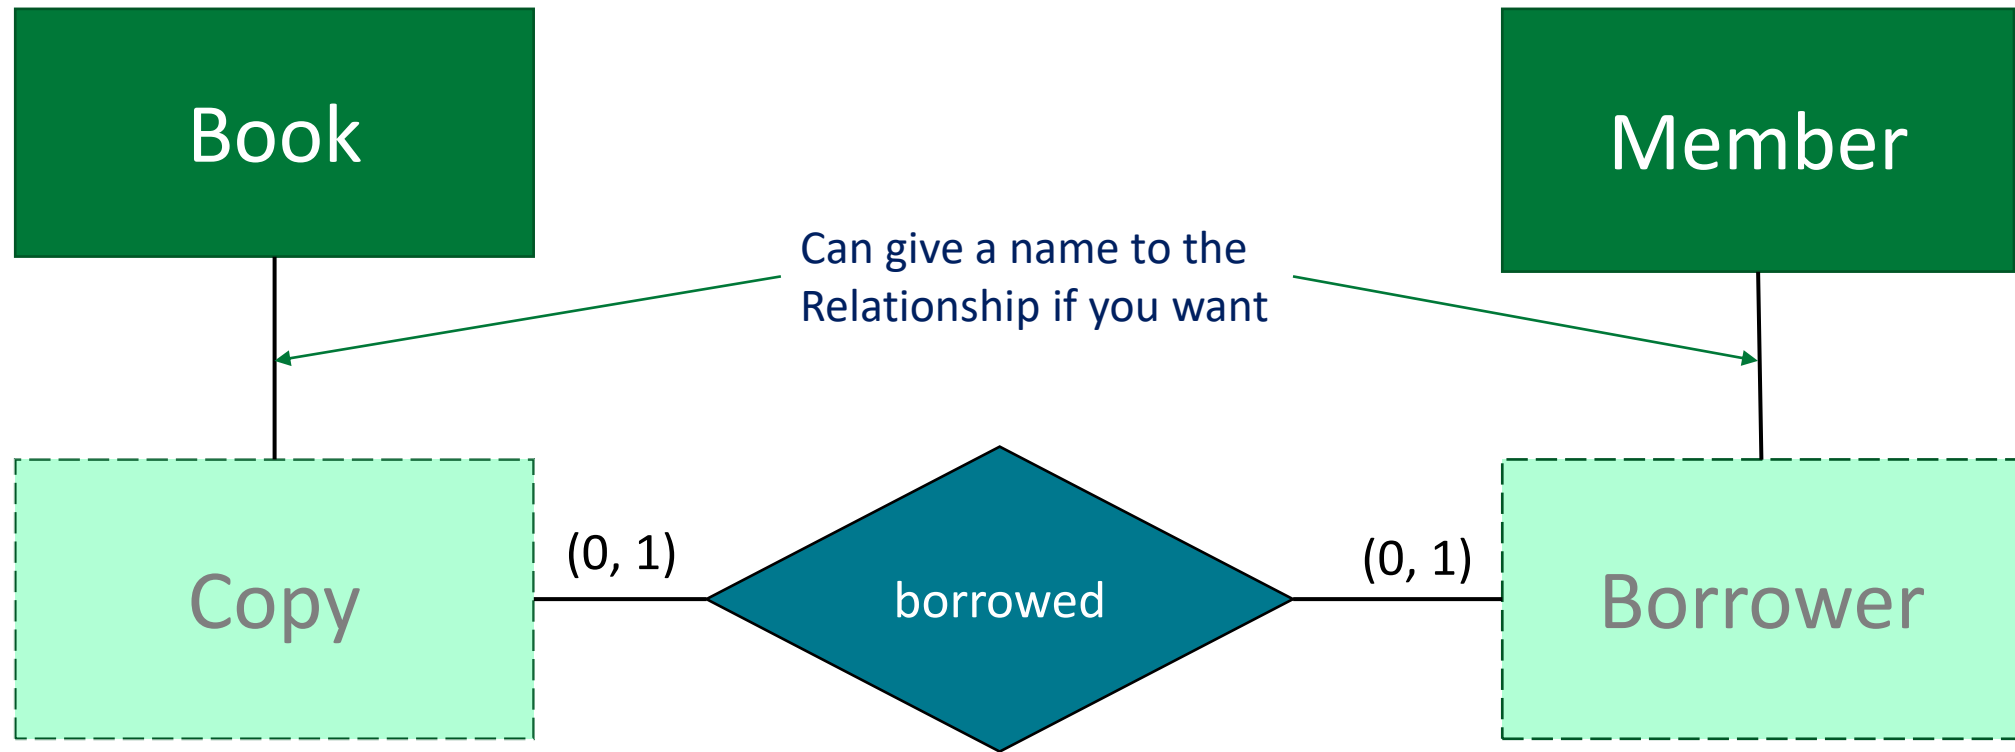 Book
Member
Can give a name to the
Relationship if you want
(0, 1)
(0, 1)
Copy
borrowed
Borrower